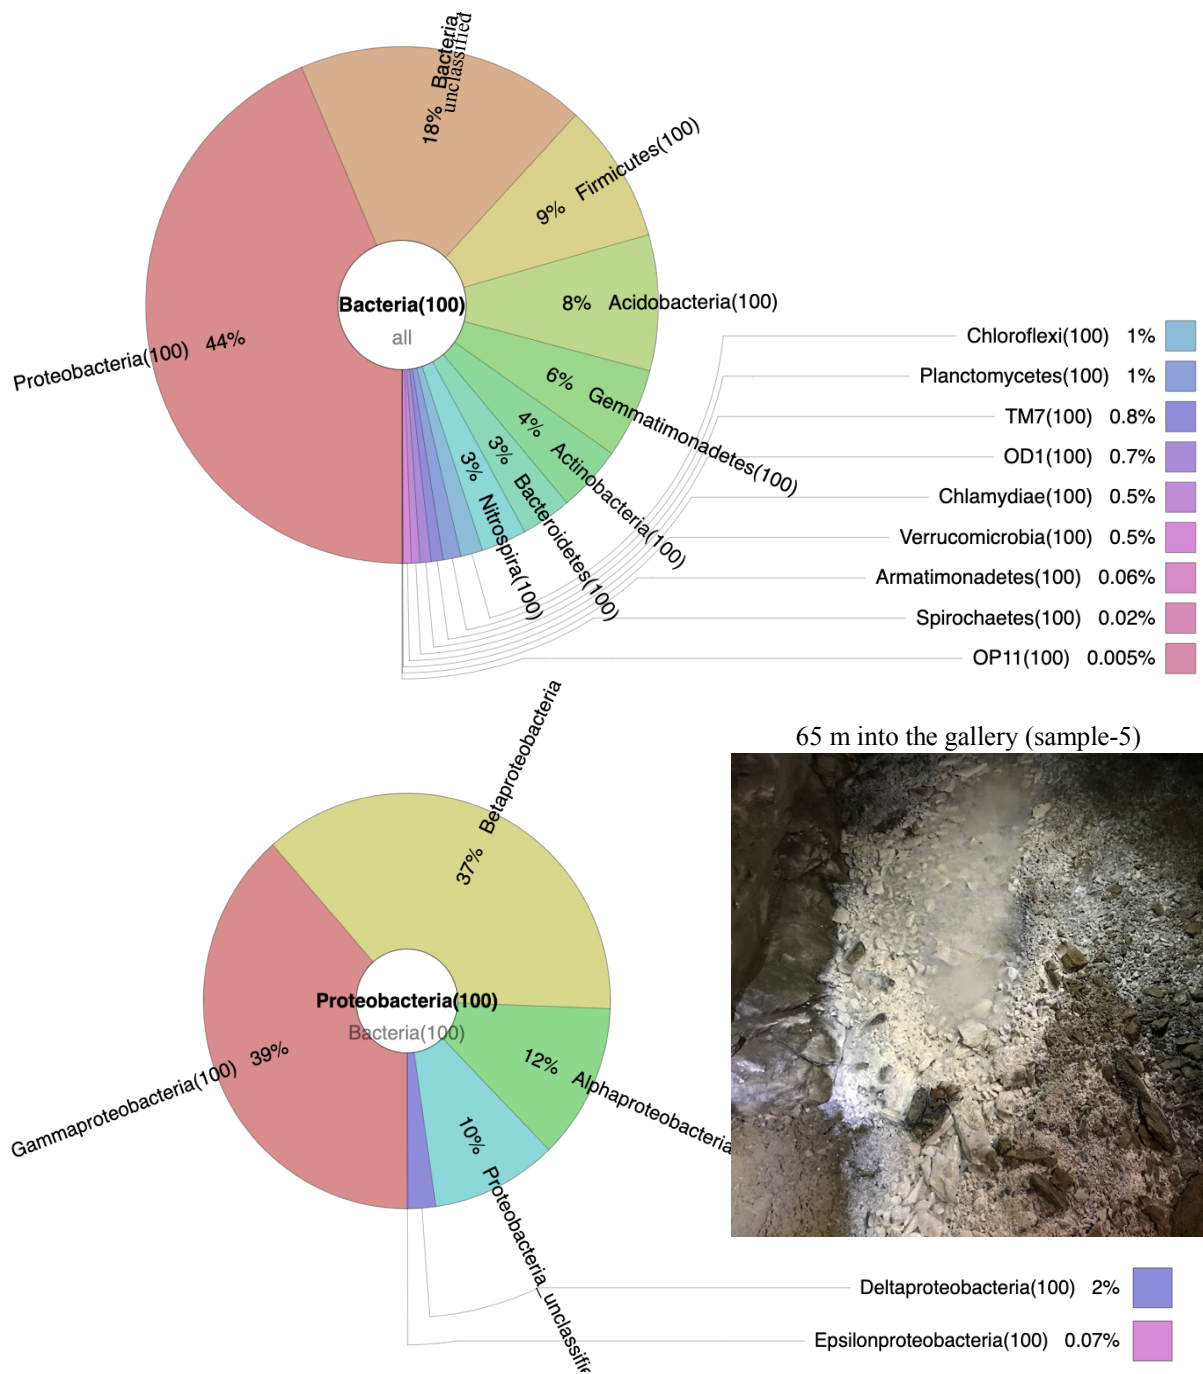 Bacteria_
unclassified
18%
Firmicutes(100)
9%
8% Acidobacteria(100)
Bacteria(100)
all
Proteobacteria(100) 44%
6% Gemmatimonadetes(100)
4% Actinobacteria(100)
3% Bacteroidetes(100)
3% Nitrospira(100)
Chloroflexi(100) 1%
Planctomycetes(100) 1%
TM7(100) 0.8%
OD1(100) 0.7%
Chlamydiae(100) 0.5%
Verrucomicrobia(100) 0.5%
Armatimonadetes(100) 0.06%
Spirochaetes(100) 0.02%
OP11(100) 0.005%
65 m into the gallery (sample-5)
37% Betaproteobacteria
Proteobacteria(100)
Bacteria(100)
Gammaproteobacteria(100) 39%
12% Alphaproteobacteria
10% Proteobacteria_unclassifie
Deltaproteobacteria(100) 2%
Epsilonproteobacteria(100) 0.07%